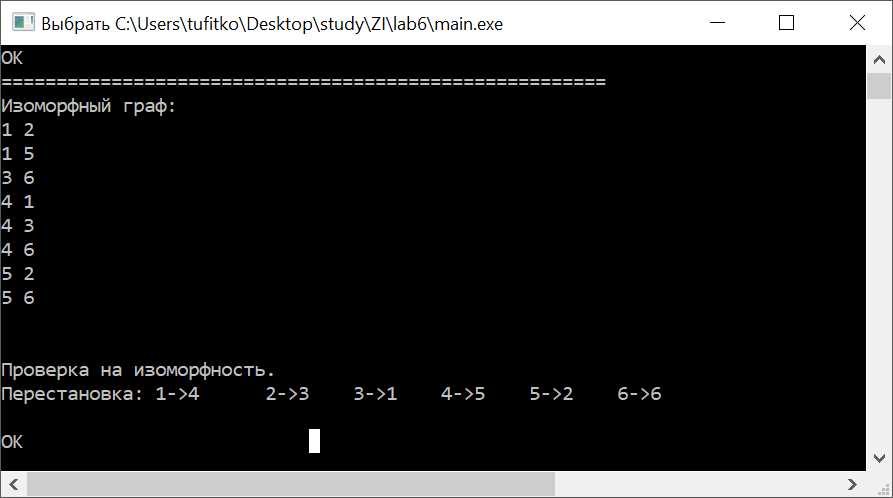 Выбрать C:\Users\tufitko\Desktop\study\ZI\lab6\main.exe
OK
=======================================================
Изоморфный граф:
1 2
1 5
3 6
4 1
4 3
4 6
5 2
5 6
Проверка на изоморфность.
Перестановка: 1->4 2->3 3->1 4->5 5->2 6->6
OK